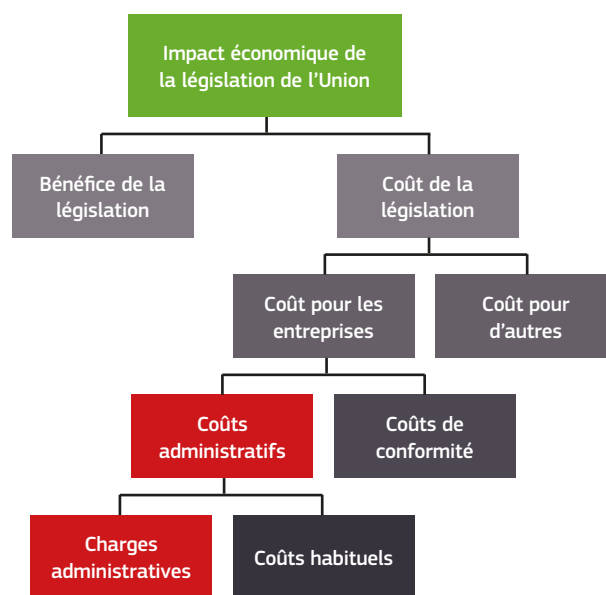 Impact économique de
la législation de l’Union
Bénéfice de la
législation
Coût de la
législation
Coût pour les
entreprises
Coût pour
d’autres
Coûts
administratifs
Coûts de
conformité
Charges
administratives
Coûts habituels